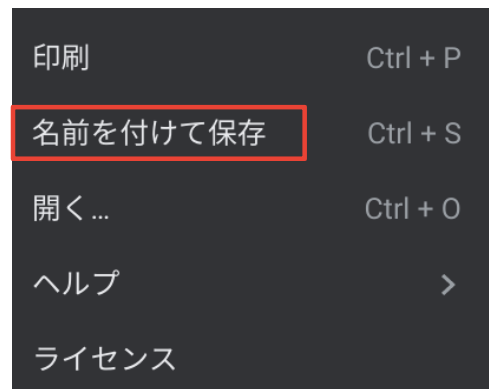 印刷 Ctrl + P
名前を付けて保存 Ctrl + S
開く... Ctrl + O
ヘルプ
ライセンス